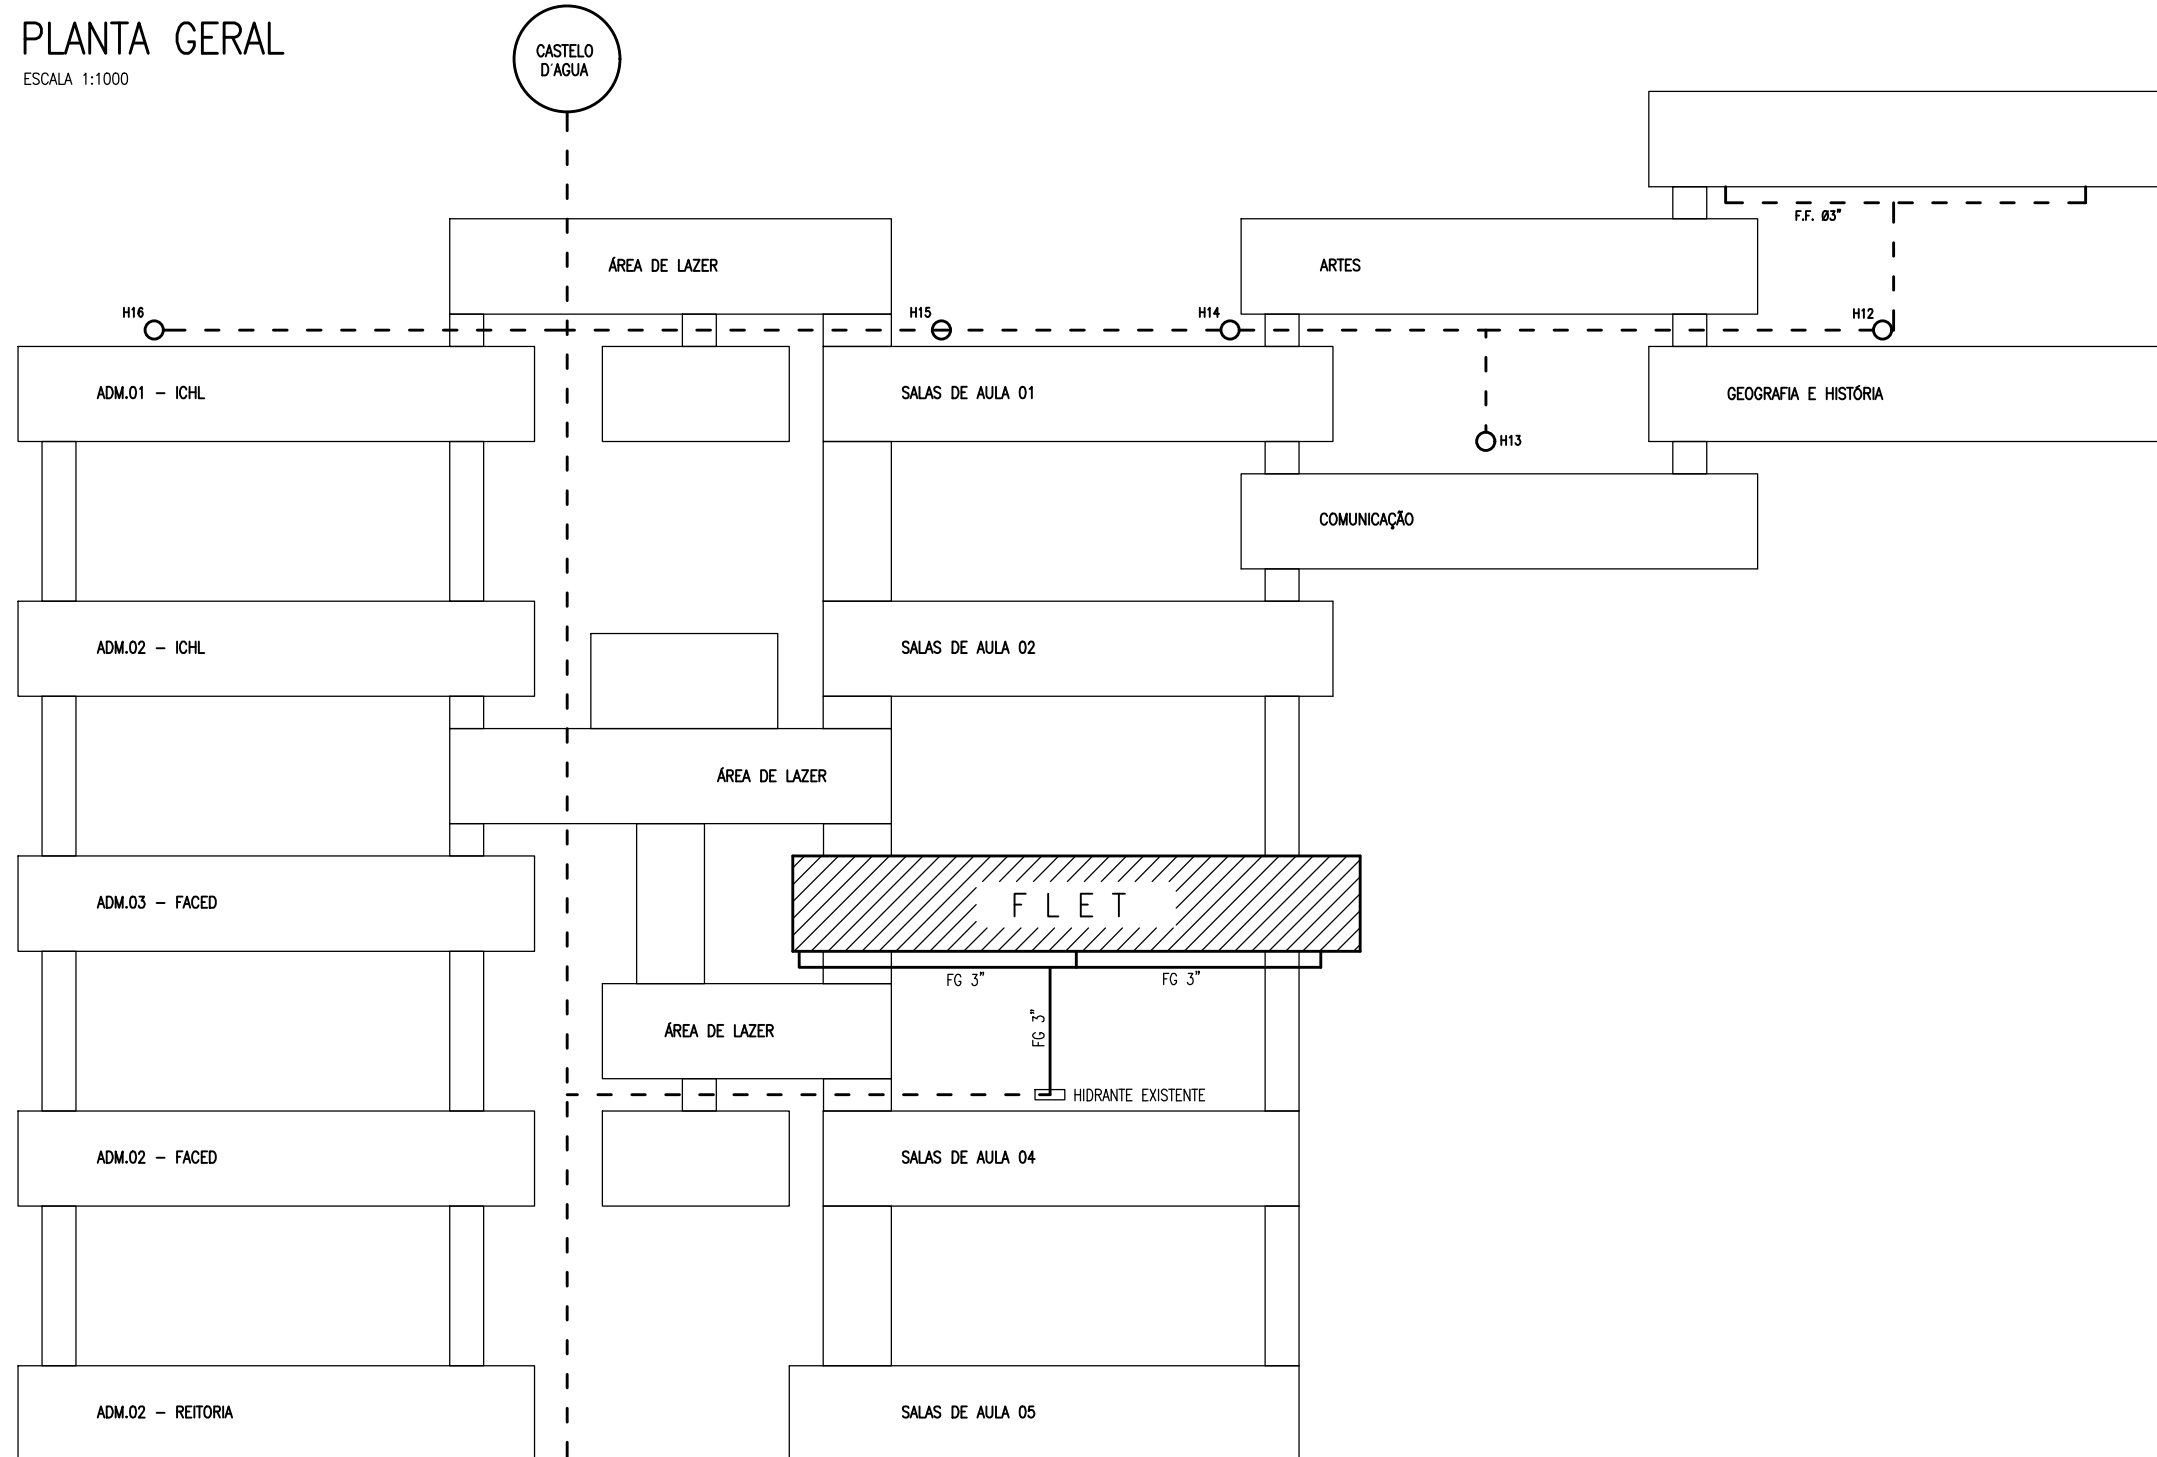 PLANTA GERAL
ESCALA 1:1000
CASTELO
D'AGUA
F.F. Ø3"
ÁREA DE LAZER
ARTES
H16
H15
H14
H12
ADM.01 - ICHL
SALAS DE AULA 01
GEOGRAFIA E HISTÓRIA
H13
COMUNICAÇÃO
ADM.02 - ICHL
SALAS DE AULA 02
ÁREA DE LAZER
ADM.03 - FACED
F L E T
FG 3"
FG 3"
FG 3"
ÁREA DE LAZER
HIDRANTE EXISTENTE
ADM.02 - FACED
SALAS DE AULA 04
ADM.02 - REITORIA
SALAS DE AULA 05